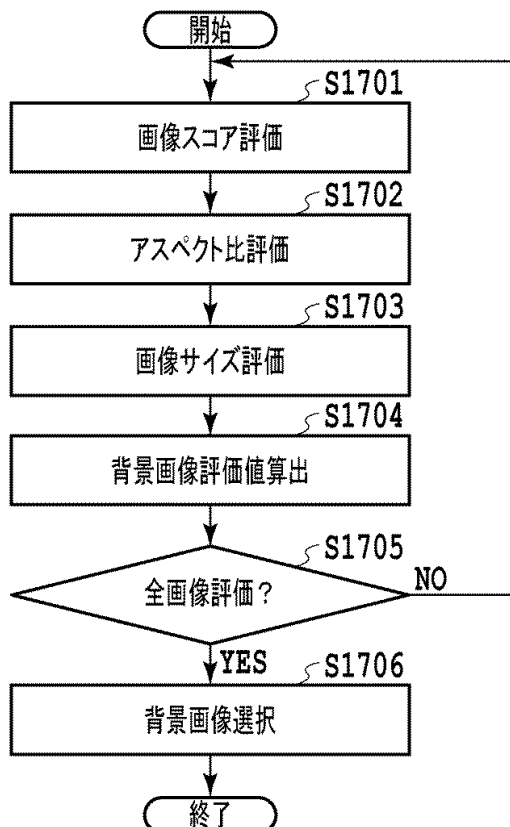 開始
S1701
画像スコア評価
S1702
アスペクト比評価
S1703
画像サイズ評価
S1704
背景画像評価値算出
S1705
全画像評価?
NO
YES
S1706
背景画像選択
終了